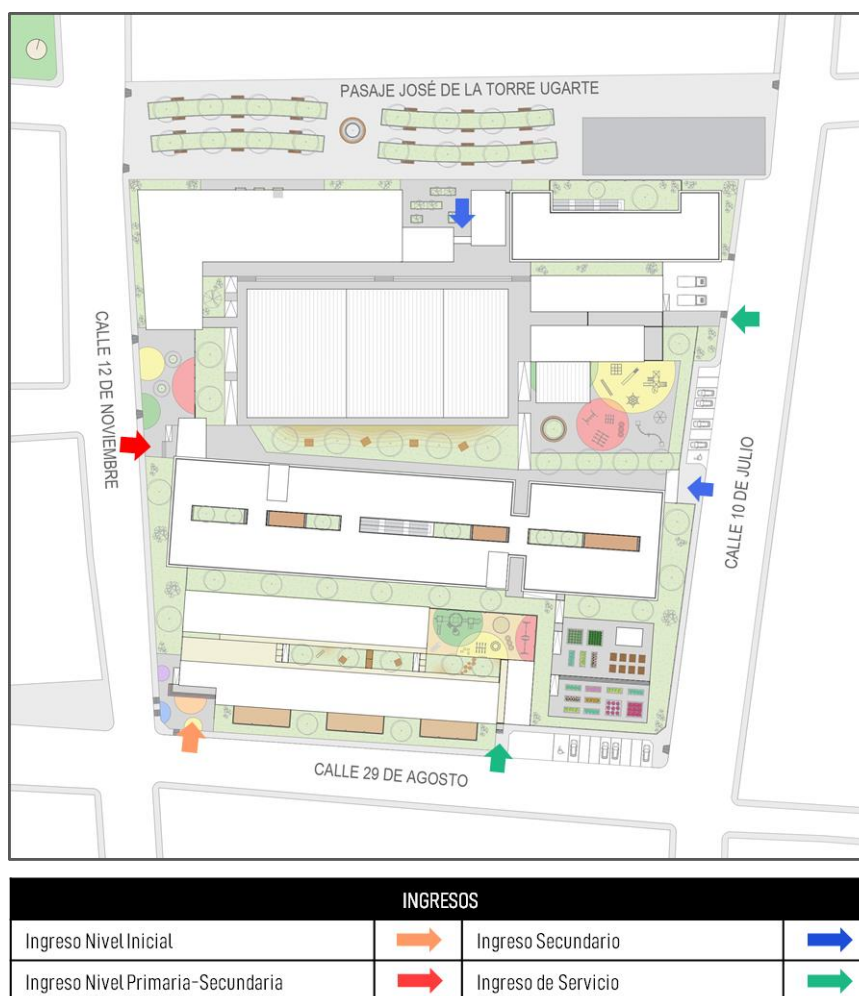 PASAJE JOSÉ DE LA TORRE UGARTE
CALLE 12 DE NOVIEMBRE
CALLE 10 DE JULIO
CALLE 29 DE AGOSTO
INGRESOS
Ingreso Nivel Inicial
Ingreso Secundario
Ingreso Nivel Primaria-Secundaria
Ingreso de Servicio